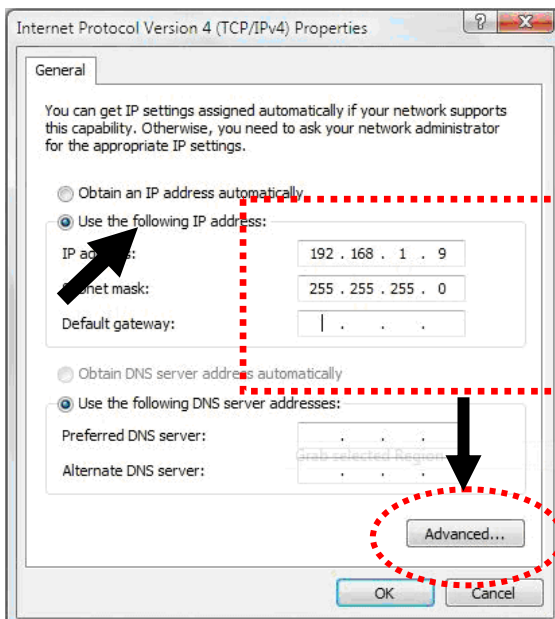 Internet Protocol Version 4 (TCP/IPv4) Properties
General
You can get IP settings assigned automatically if your network supports
this capability. Otherwise, you need to ask your network administrator
for the appropriate IP settings.
Obtain an IP address automatically
Use the following IP address:
IP address: 192 . 168 . 1 . 9
Subnet mask: 255 . 255 . 255 . 0
Default gateway: . . .
Obtain DNS server address automatically
Use the following DNS server addresses:
Preferred DNS server: . . .
Grab selected Region
Alternate DNS server: . . .
Advanced...
OK Cancel